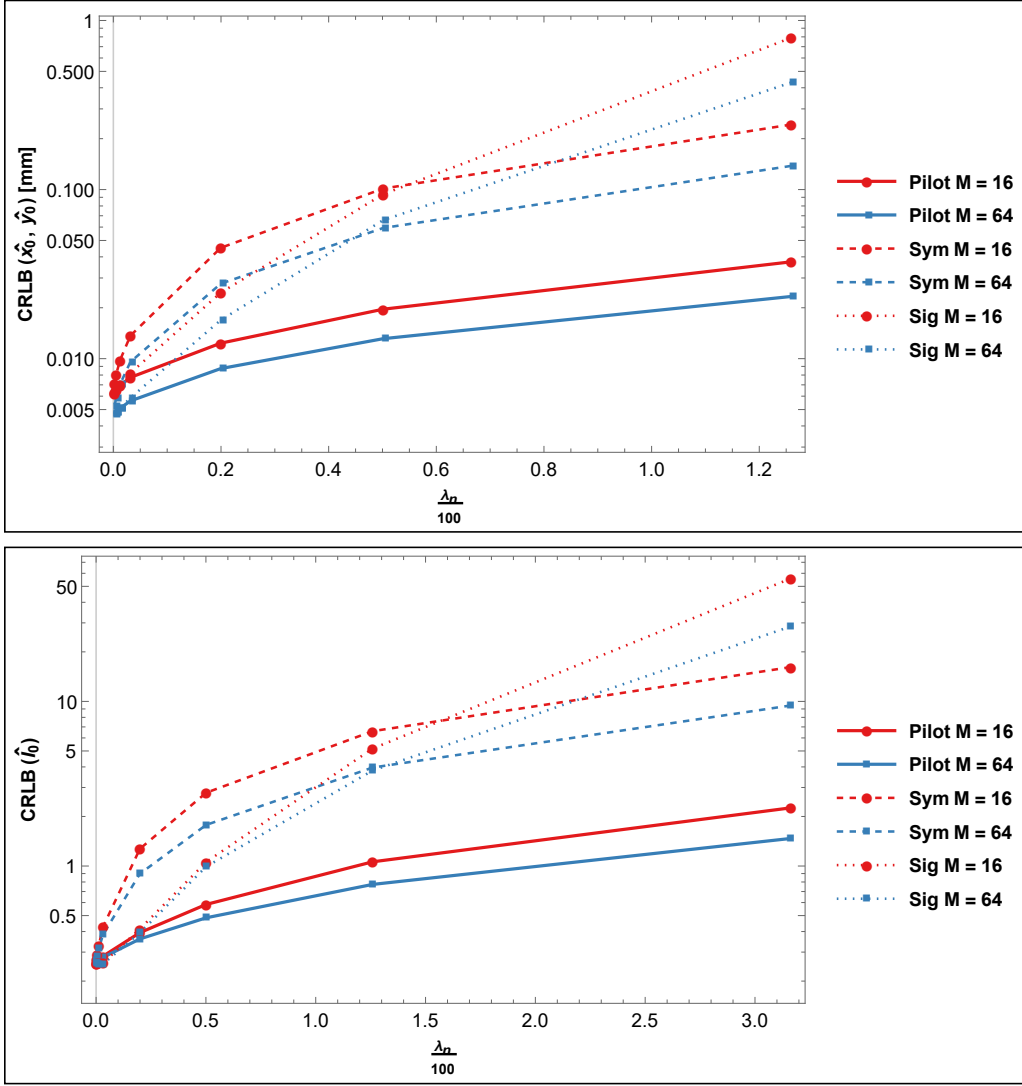 1
0.500
0.100
0.050
0.010
0.005
CRLB (x̂₀, ŷ₀) [mm]
0.0 0.2 0.4 0.6 0.8 1.0 1.2
λₙ
100
Pilot M = 16
Pilot M = 64
Sym M = 16
Sym M = 64
Sig M = 16
Sig M = 64
50
10
5
1
0.5
CRLB (l̂₀)
0.0 0.5 1.0 1.5 2.0 2.5 3.0
λₙ
100
Pilot M = 16
Pilot M = 64
Sym M = 16
Sym M = 64
Sig M = 16
Sig M = 64